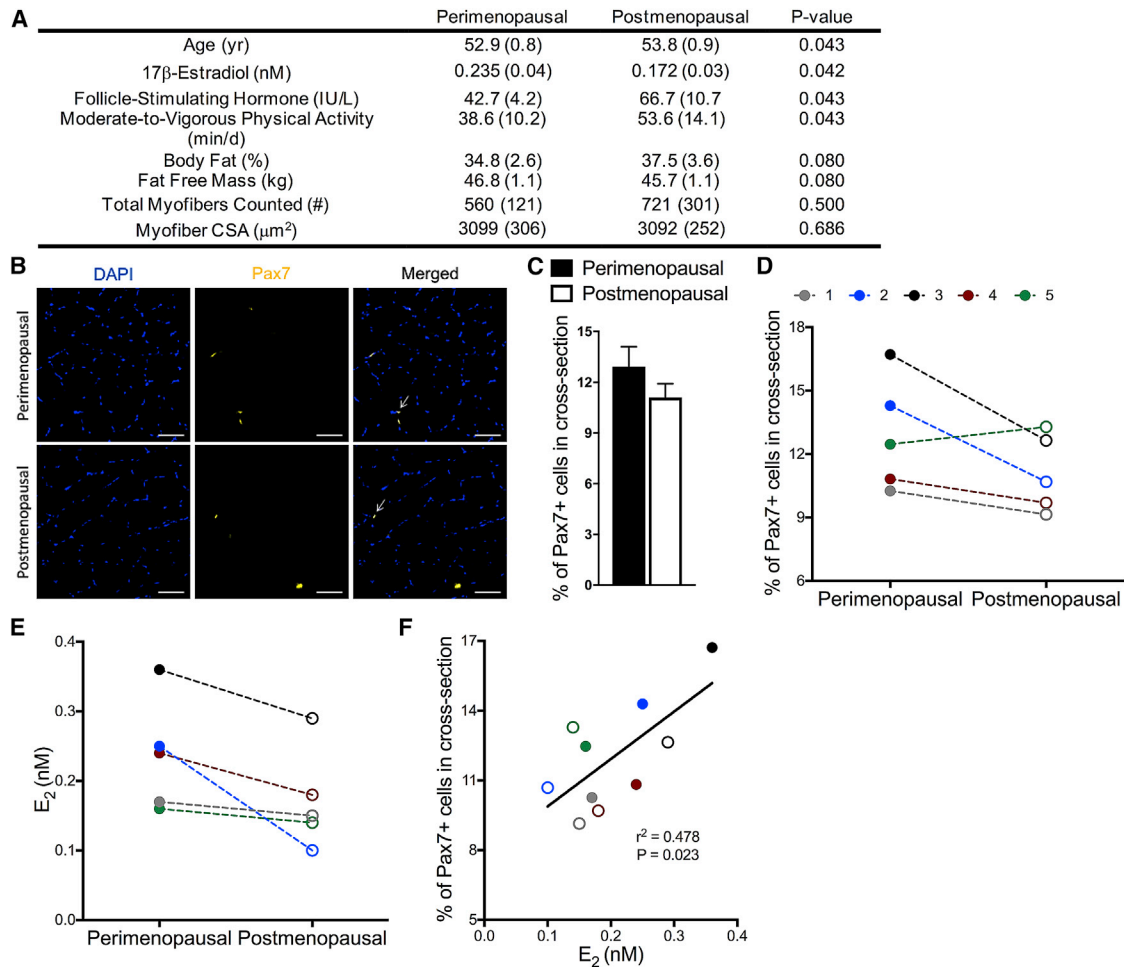 A
Perimenopausal Postmenopausal P-value
Age (yr) 52.9 (0.8) 53.8 (0.9) 0.043
17β-Estradiol (nM) 0.235 (0.04) 0.172 (0.03) 0.042
Follicle-Stimulating Hormone (IU/L) 42.7 (4.2) 66.7 (10.7 0.043
Moderate-to-Vigorous Physical Activity 38.6 (10.2) 53.6 (14.1) 0.043
(min/d)
Body Fat (%) 34.8 (2.6) 37.5 (3.6) 0.080
Fat Free Mass (kg) 46.8 (1.1) 45.7 (1.1) 0.080
Total Myofibers Counted (#) 560 (121) 721 (301) 0.500
Myofiber CSA (μm²) 3099 (306) 3092 (252) 0.686
B
DAPI Pax7 Merged
Perimenopausal
Postmenopausal
C
Perimenopausal
Postmenopausal
% of Pax7+ cells in cross-section
15
12
9
6
3
0
D
1 2 3 4 5
% of Pax7+ cells in cross-section
18
15
12
9
6
Perimenopausal Postmenopausal
E
E₂ (nM)
0.4
0.3
0.2
0.1
0.0
Perimenopausal Postmenopausal
F
% of Pax7+ cells in cross-section
17
14
11
8
5
r² = 0.478
P = 0.023
0.0 0.1 0.2 0.3 0.4
E₂ (nM)